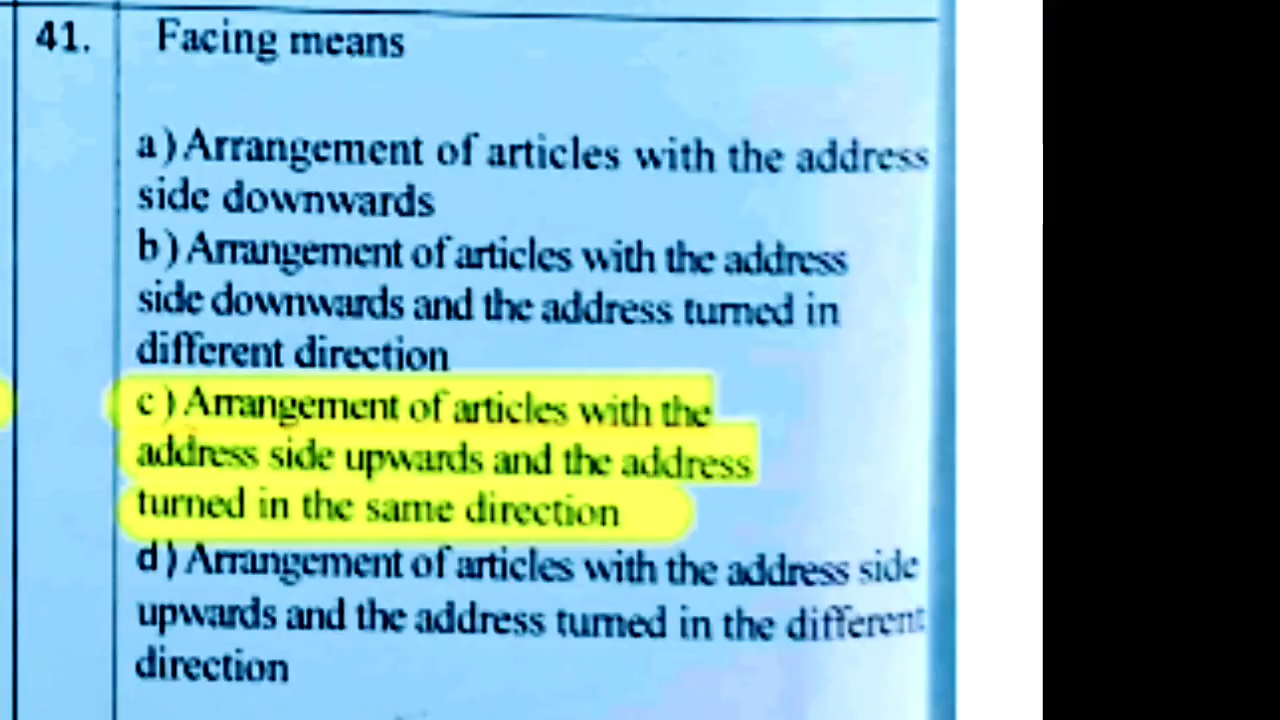 41. Facing means
a) Arrangement of articles with the address
side downwards
b) Arrangement of articles with the address
side downwards and the address turned in
different direction
c) Arrangement of articles with the
address side upwards and the address
turned in the same direction
d) Arrangement of articles with the address side
upwards and the address turned in the different
direction